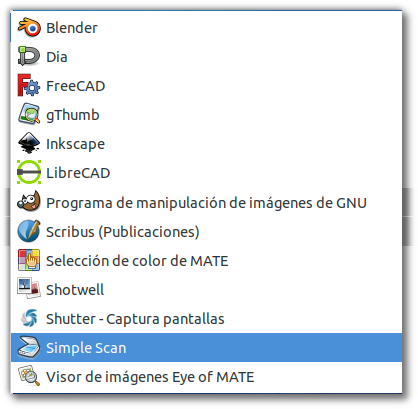 Blender
Dia
FreeCAD
gThumb
Inkscape
LibreCAD
Programa de manipulación de imágenes de GNU
Scribus (Publicaciones)
Selección de color de MATE
Shotwell
Shutter - Captura pantallas
Simple Scan
Visor de imágenes Eye of MATE